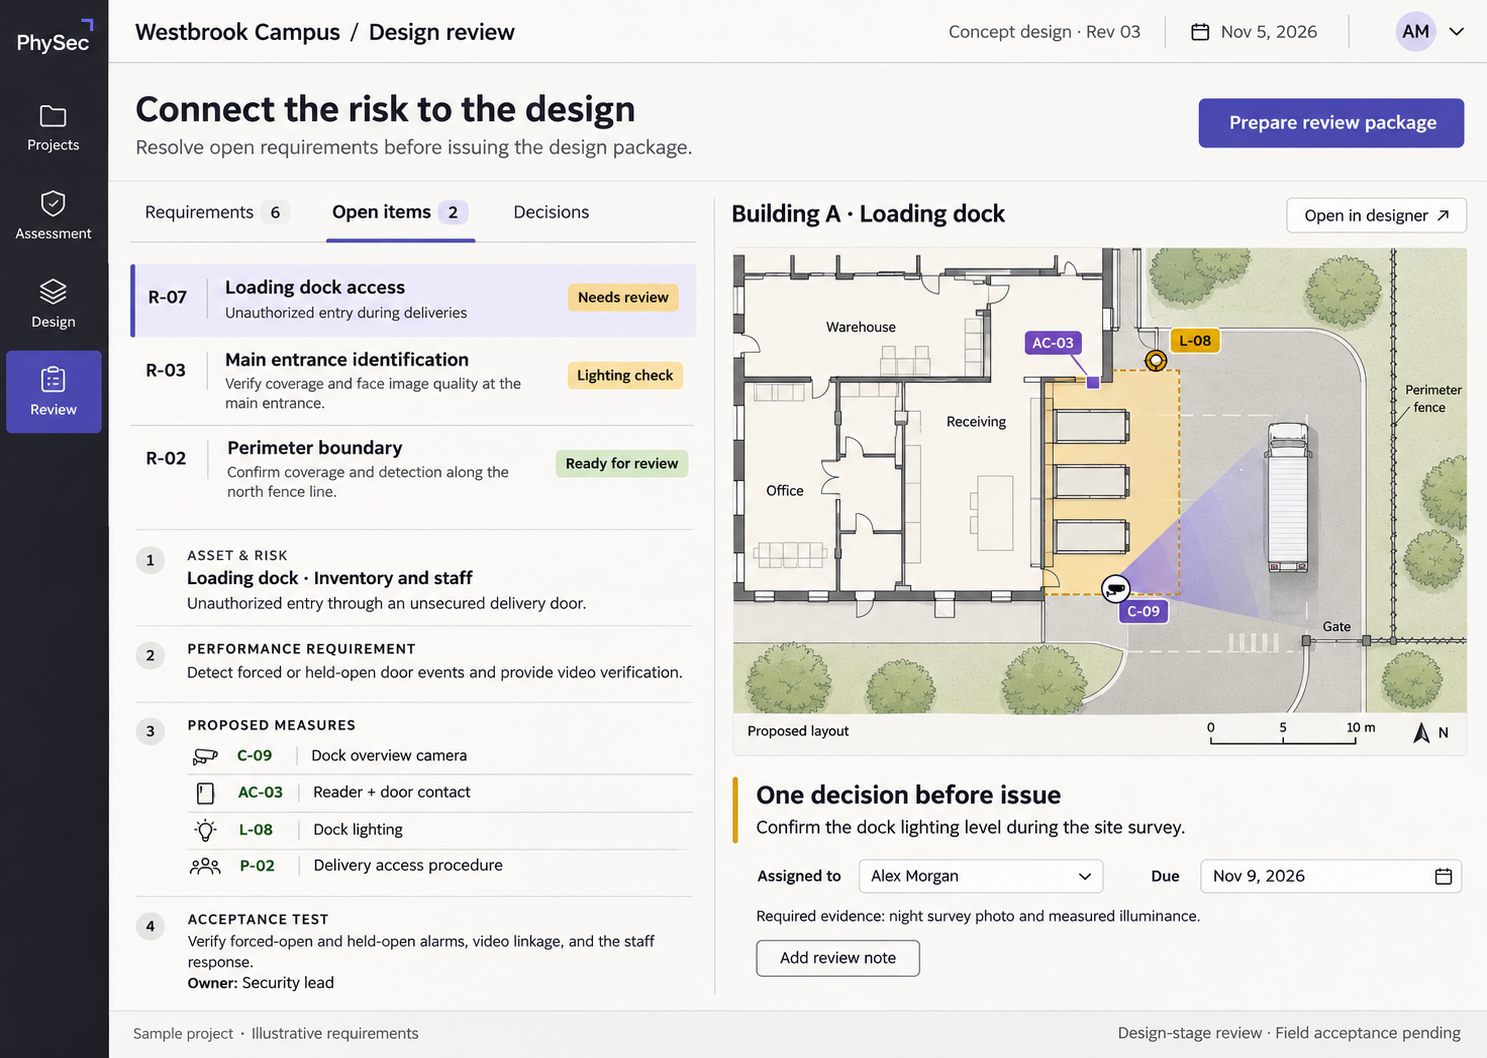 PhySec
Projects
Assessment
Design
Review
Westbrook Campus / Design review
Concept design · Rev 03
Nov 5, 2026
AM
Connect the risk to the design
Resolve open requirements before issuing the design package.
Prepare review package
Requirements 6
Open items 2
Decisions
R-07
Loading dock access
Unauthorized entry during deliveries
Needs review
R-03
Main entrance identification
Verify coverage and face image quality at the
main entrance.
Lighting check
R-02
Perimeter boundary
Confirm coverage and detection along the
north fence line.
Ready for review
1
ASSET & RISK
Loading dock · Inventory and staff
Unauthorized entry through an unsecured delivery door.
2
PERFORMANCE REQUIREMENT
Detect forced or held-open door events and provide video verification.
3
PROPOSED MEASURES
C-09 Dock overview camera
AC-03 Reader + door contact
L-08 Dock lighting
P-02 Delivery access procedure
4
ACCEPTANCE TEST
Verify forced-open and held-open alarms, video linkage, and the staff
response.
Owner: Security lead
Building A · Loading dock
Open in designer
Warehouse
AC-03
L-08
Perimeter
fence
Receiving
Office
C-09
Gate
Proposed layout
0 5 10 m
N
One decision before issue
Confirm the dock lighting level during the site survey.
Assigned to
Alex Morgan
Due
Nov 9, 2026
Required evidence: night survey photo and measured illuminance.
Add review note
Sample project · Illustrative requirements
Design-stage review · Field acceptance pending